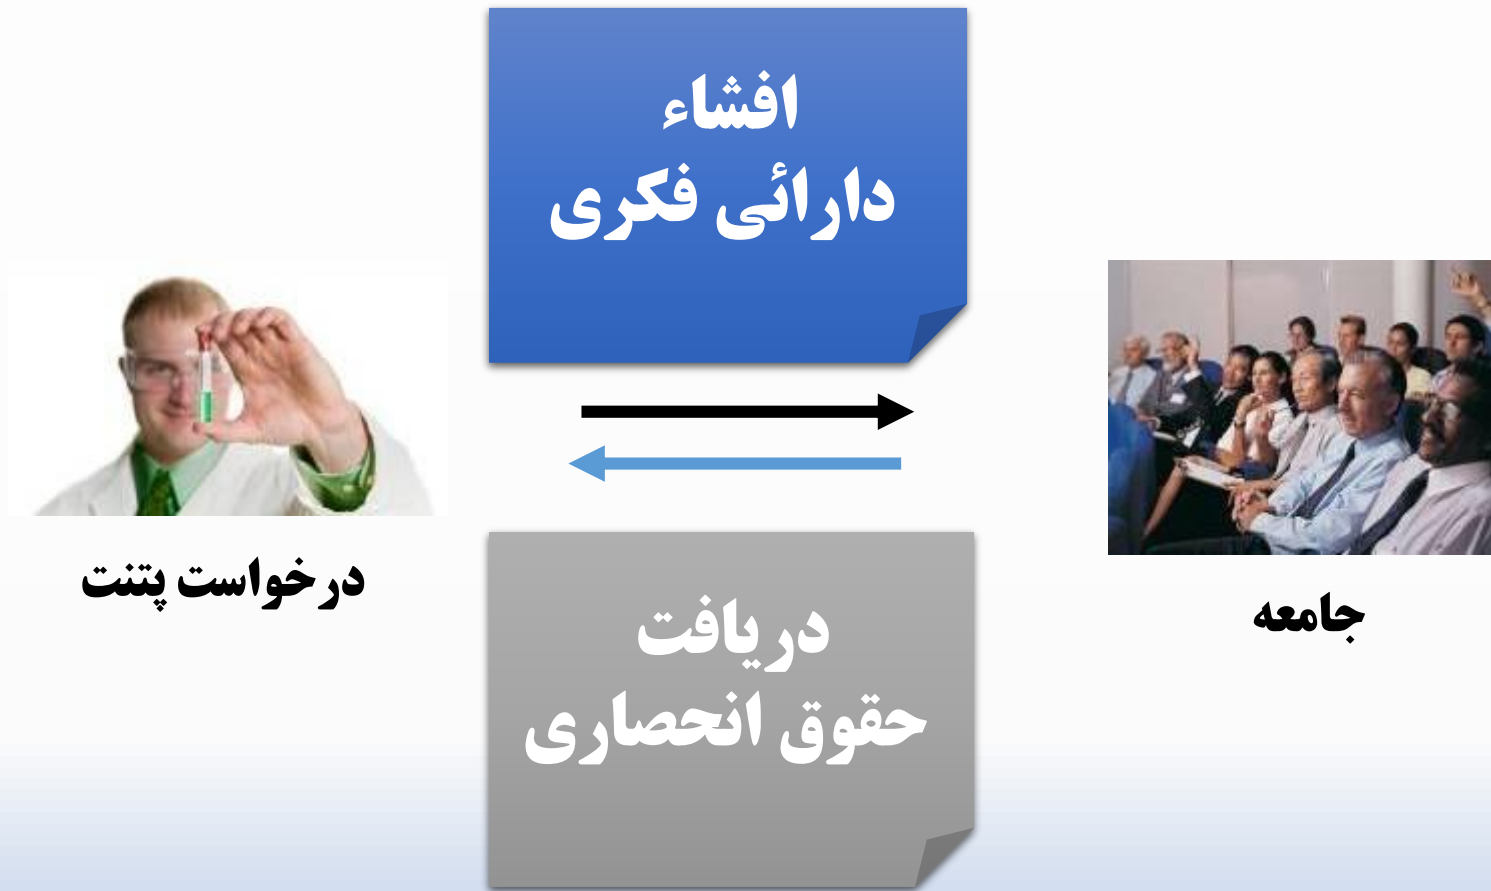 افشاء
دارائی فکری
درخواست پتنت
جامعه
دریافت
حقوق انحصاری